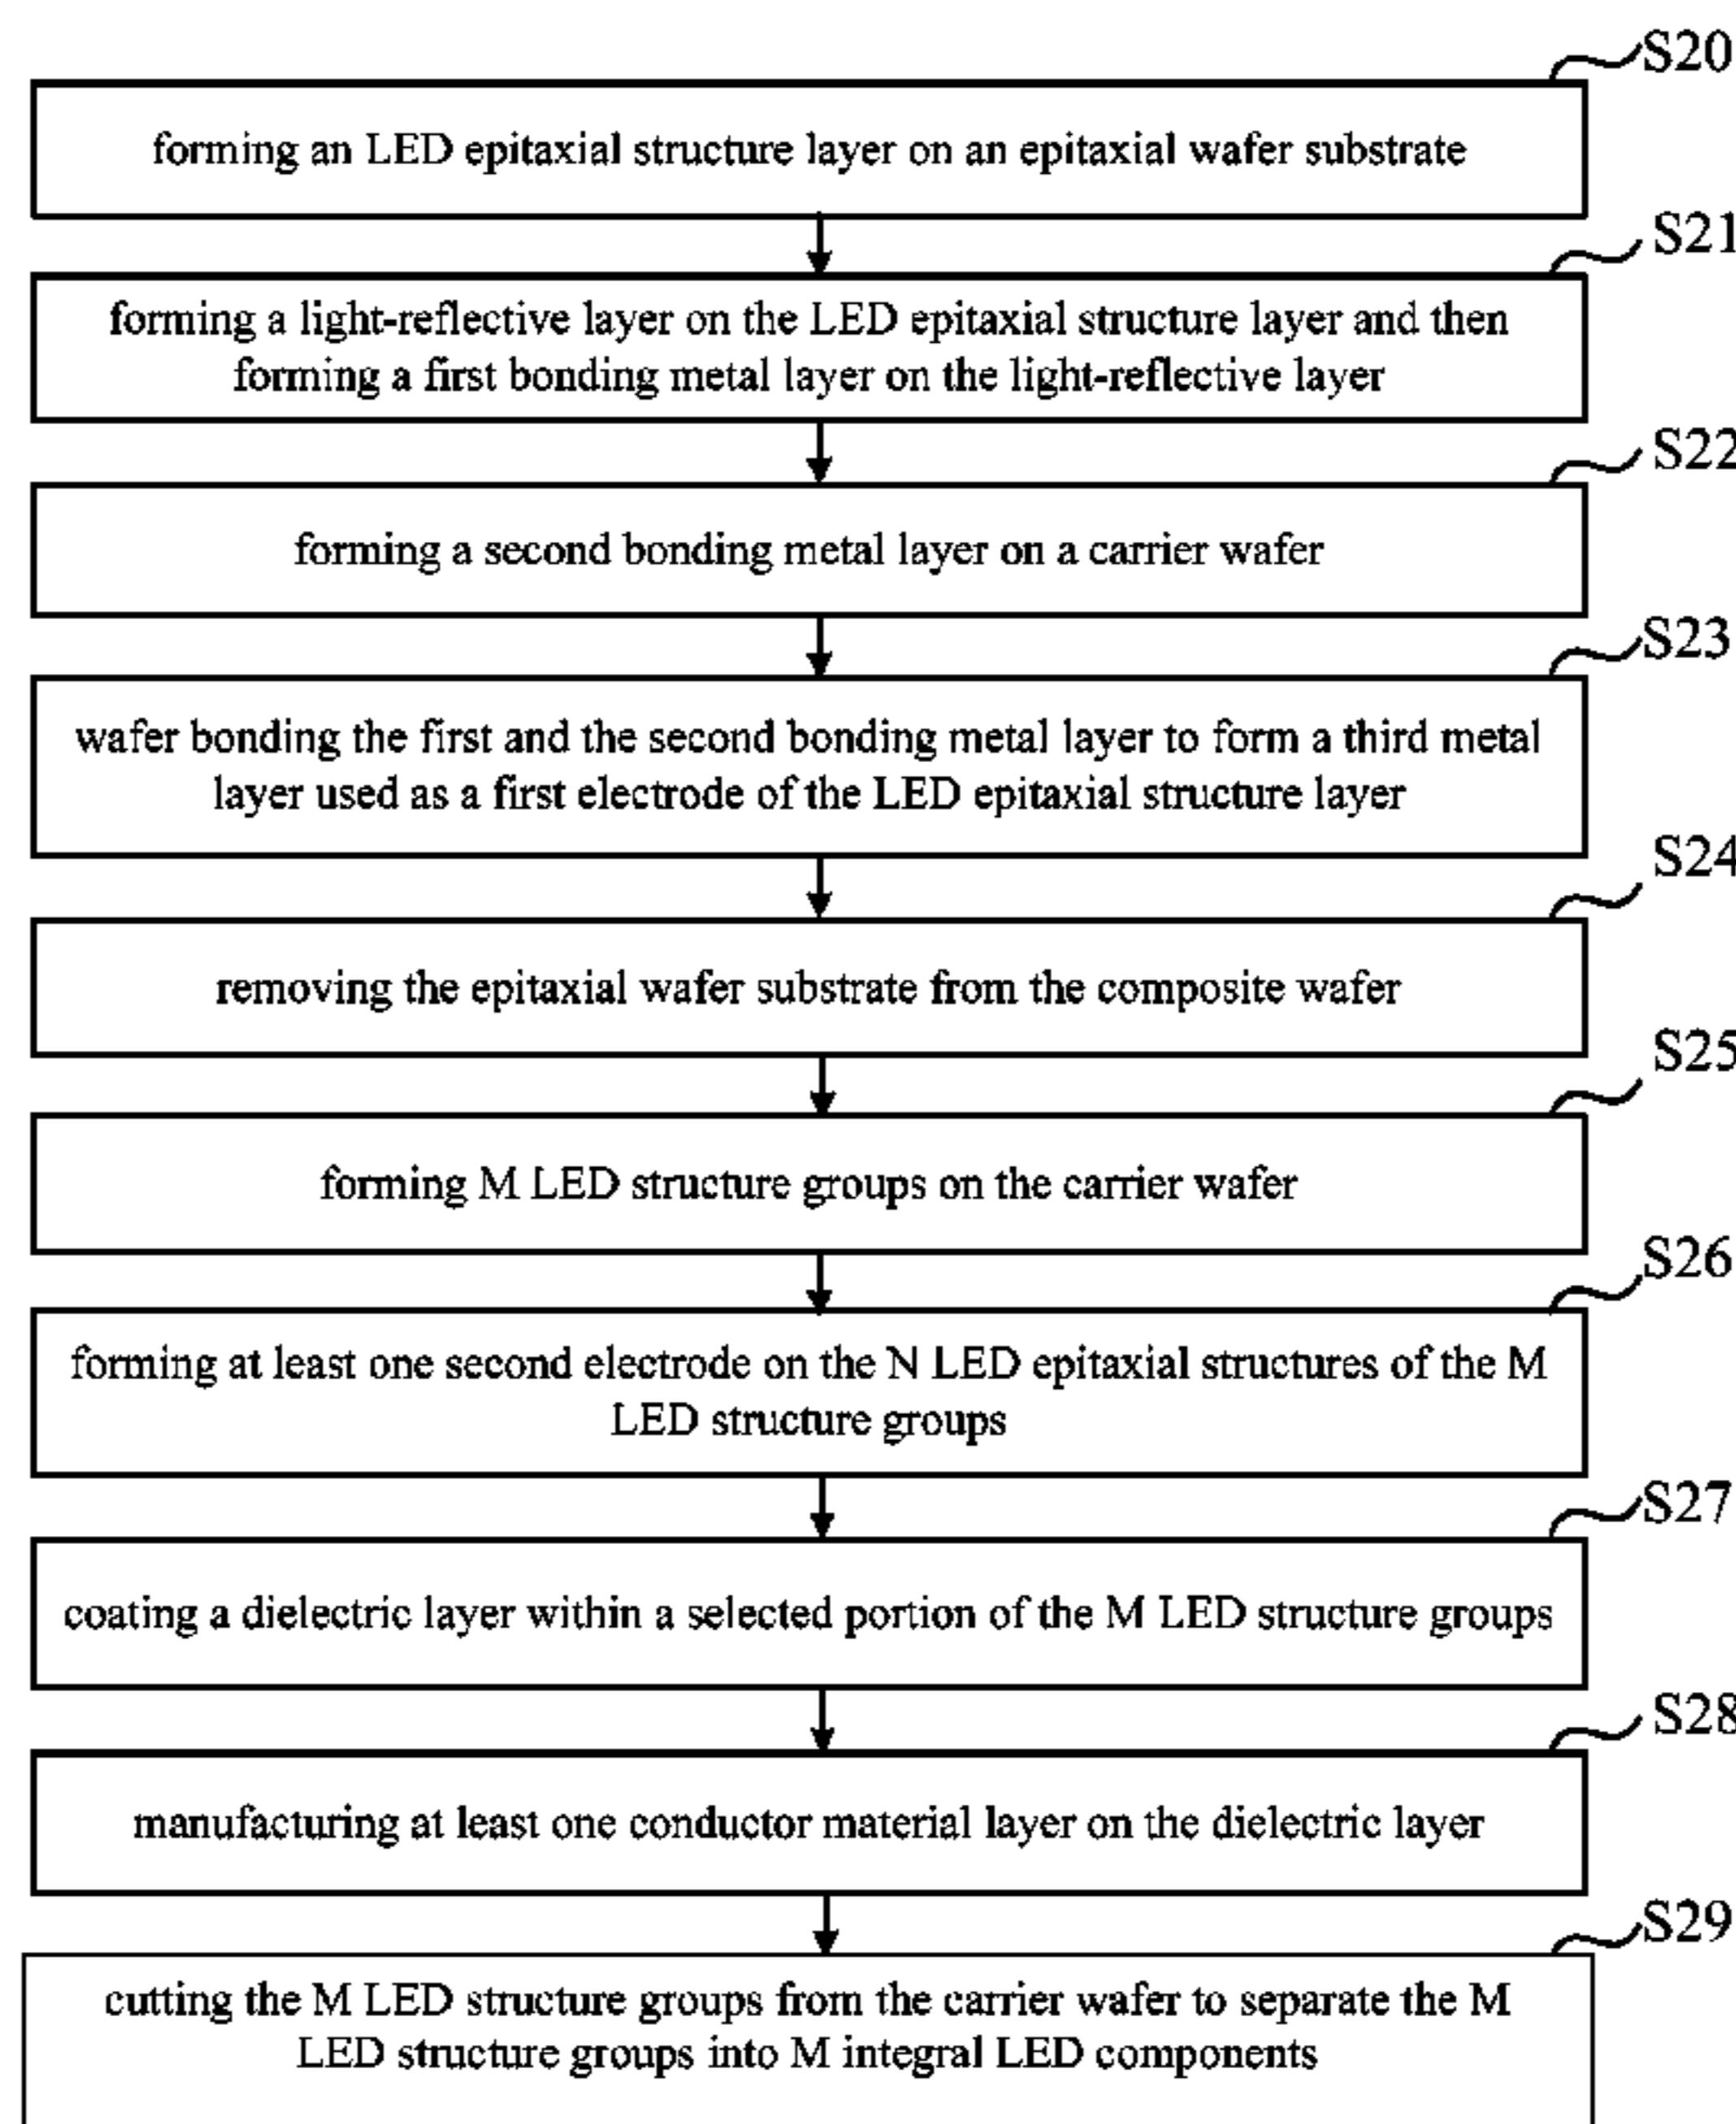 S20
forming an LED epitaxial structure layer on an epitaxial wafer substrate
S21
forming a light-reflective layer on the LED epitaxial structure layer and then
forming a first bonding metal layer on the light-reflective layer
S22
forming a second bonding metal layer on a carrier wafer
S23
wafer bonding the first and the second bonding metal layer to form a third metal
layer used as a first electrode of the LED epitaxial structure layer
S24
removing the epitaxial wafer substrate from the composite wafer
S25
forming M LED structure groups on the carrier wafer
S26
forming at least one second electrode on the N LED epitaxial structures of the M
LED structure groups
S27
coating a dielectric layer within a selected portion of the M LED structure groups
S28
manufacturing at least one conductor material layer on the dielectric layer
S29
cutting the M LED structure groups from the carrier wafer to separate the M
LED structure groups into M integral LED components